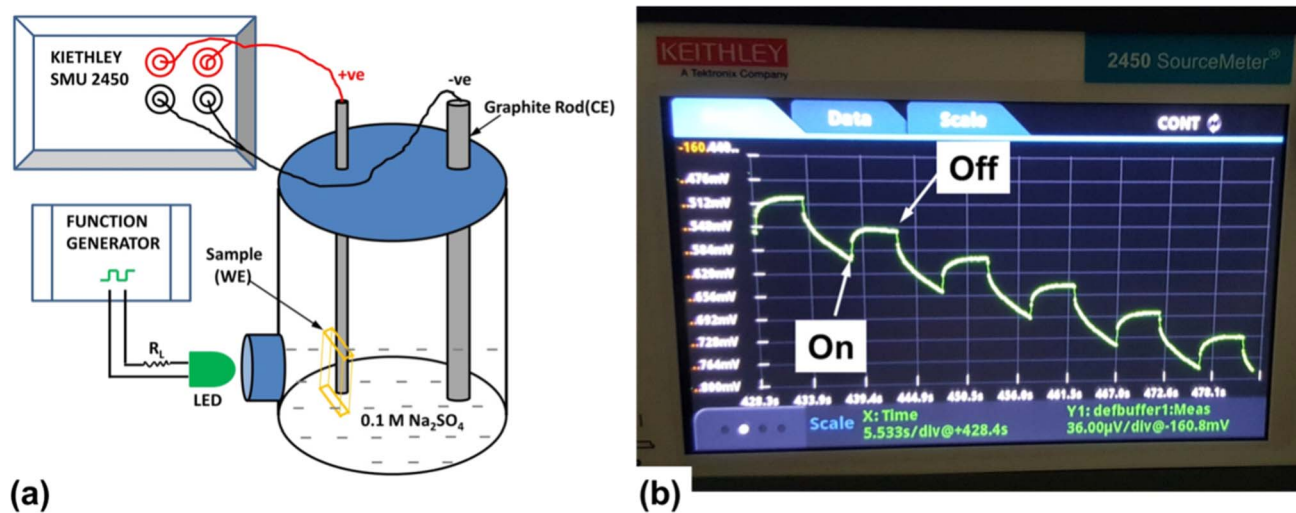 KIETHLEY
SMU 2450
+ve
-ve
Graphite Rod(CE)
FUNCTION
GENERATOR
Sample
(WE)
R_L
LED
0.1 M Na₂SO₄
(a)
KEITHLEY
A Tektronix Company
2450 SourceMeter®
Data
Scale
CONT
-160.440..
..476mV
..512mV
..548mV
..584mV
..620mV
..656mV
..692mV
..728mV
..764mV
..800mV
Off
On
428.3s 433.9s 439.4s 444.9s 450.5s 456.0s 461.5s 467.0s 472.6s 478.1s
Scale
X: Time
5.533s/div@+428.4s
Y1: defbuffer1:Meas
36.00µV/div@-160.8mV
(b)